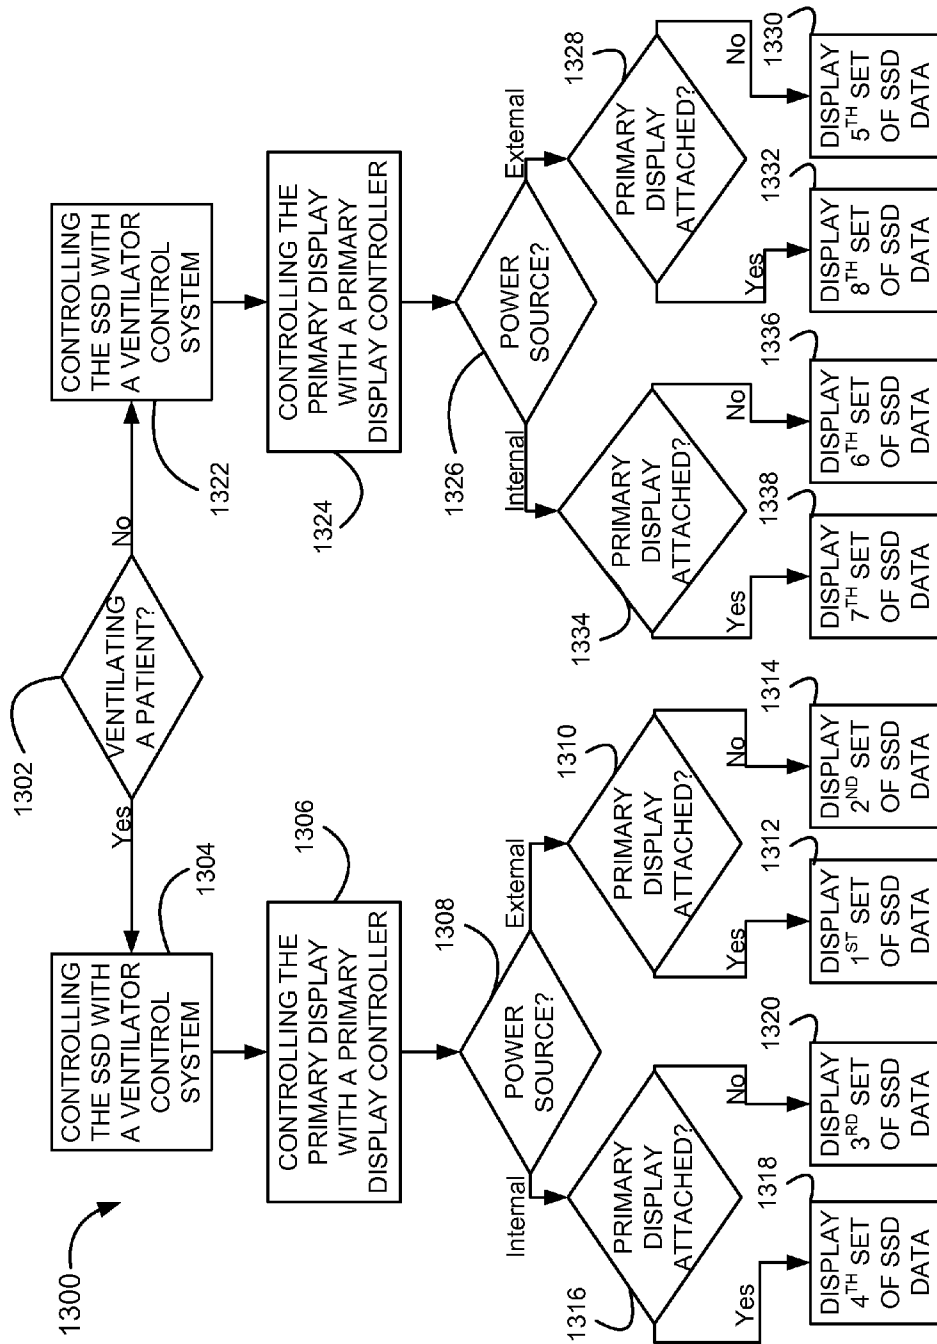 1300
1302
VENTILATING
A PATIENT?
Yes
No
1304
CONTROLLING
THE SSD WITH
A VENTILATOR
CONTROL
SYSTEM
CONTROLLING
THE SSD WITH
A VENTILATOR
CONTROL
SYSTEM
1322
1306
CONTROLLING THE
PRIMARY DISPLAY
WITH A PRIMARY
DISPLAY CONTROLLER
CONTROLLING THE
PRIMARY DISPLAY
WITH A PRIMARY
DISPLAY CONTROLLER
1324
1308
POWER
SOURCE?
Internal
External
1326
POWER
SOURCE?
Internal
External
1316
PRIMARY
DISPLAY
ATTACHED?
Yes
No
1310
PRIMARY
DISPLAY
ATTACHED?
Yes
No
1334
PRIMARY
DISPLAY
ATTACHED?
Yes
No
1328
PRIMARY
DISPLAY
ATTACHED?
Yes
No
1318
DISPLAY
4TH SET
OF SSD
DATA
1320
DISPLAY
3RD SET
OF SSD
DATA
1312
DISPLAY
1ST SET
OF SSD
DATA
1314
DISPLAY
2ND SET
OF SSD
DATA
1338
DISPLAY
7TH SET
OF SSD
DATA
1336
DISPLAY
6TH SET
OF SSD
DATA
1332
DISPLAY
8TH SET
OF SSD
DATA
1330
DISPLAY
5TH SET
OF SSD
DATA